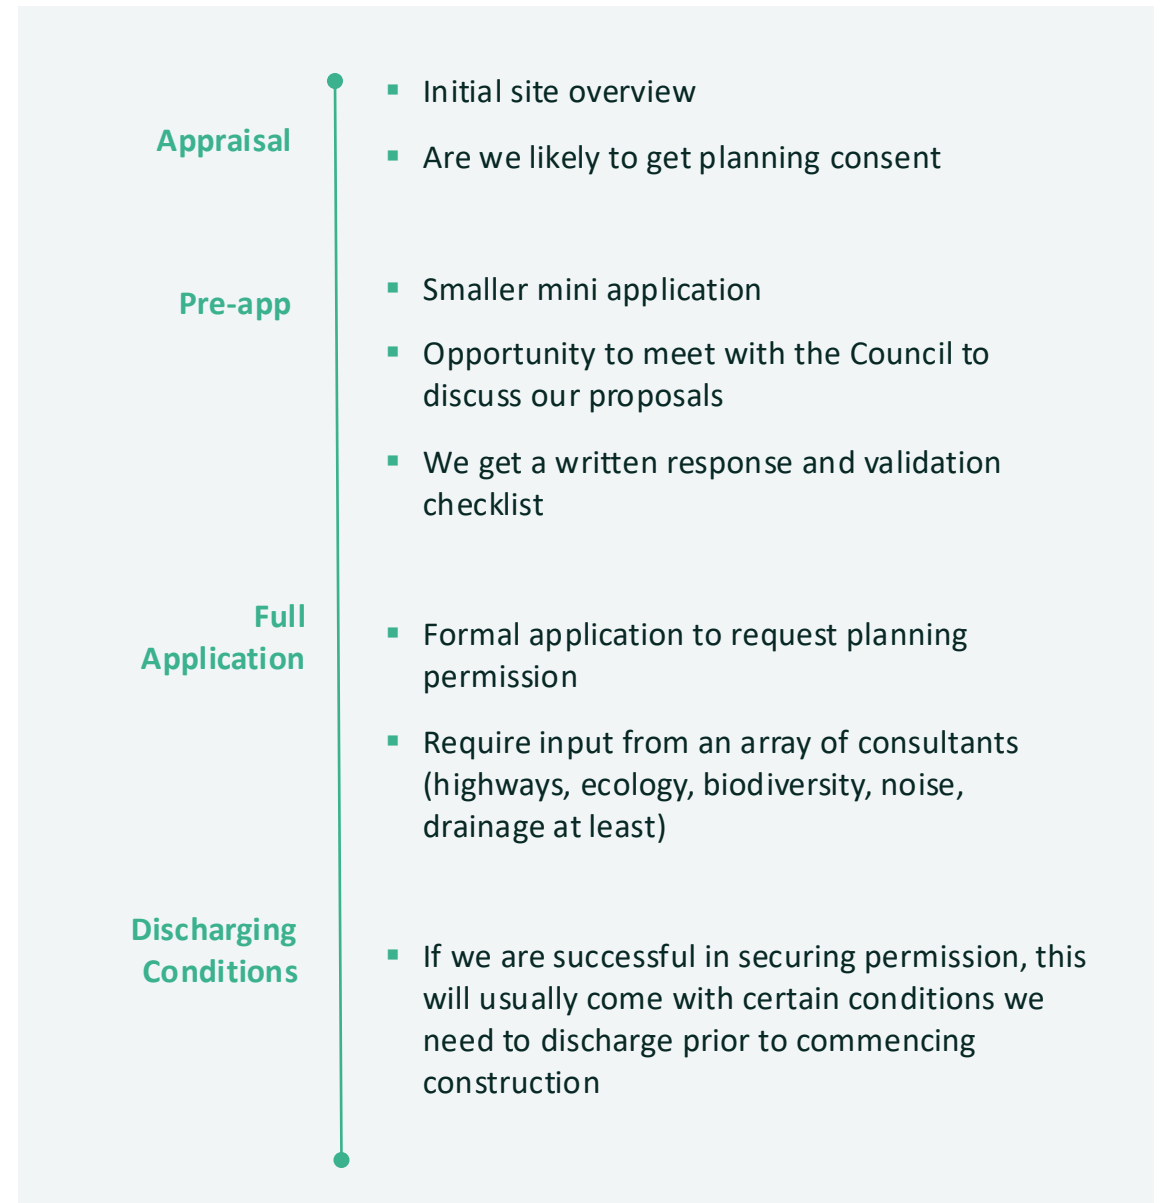 Appraisal
▪ Initial site overview
▪ Are we likely to get planning consent
Pre-app
▪ Smaller mini application
▪ Opportunity to meet with the Council to
discuss our proposals
▪ We get a written response and validation
checklist
Full
Application
▪ Formal application to request planning
permission
▪ Require input from an array of consultants
(highways, ecology, biodiversity, noise,
drainage at least)
Discharging
Conditions
▪ If we are successful in securing permission, this
will usually come with certain conditions we
need to discharge prior to commencing
construction